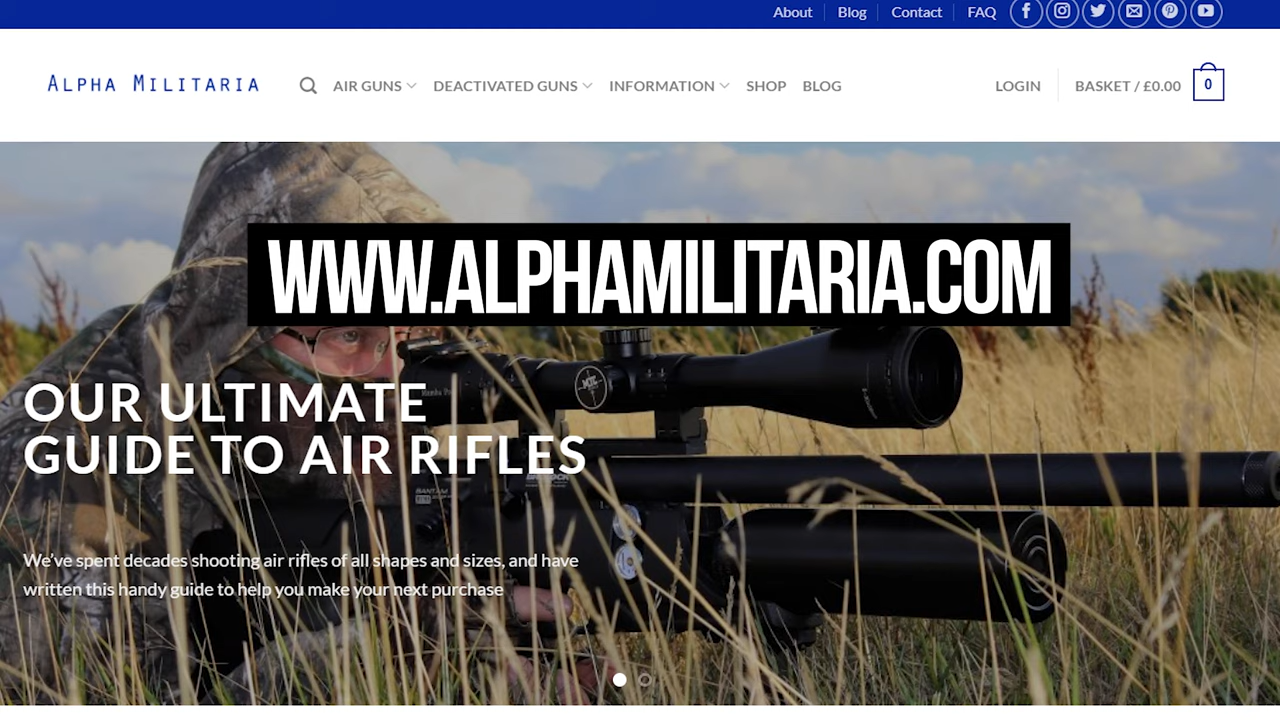 About Blog Contact FAQ
ALPHA MILITARIA
AIR GUNS DEACTIVATED GUNS INFORMATION SHOP BLOG LOGIN BASKET / £0.00 0
WWW.ALPHAMILITARIA.COM
OUR ULTIMATE
GUIDE TO AIR RIFLES
BANTAM
We've spent decades shooting air rifles of all shapes and sizes, and have
written this handy guide to help you make your next purchase